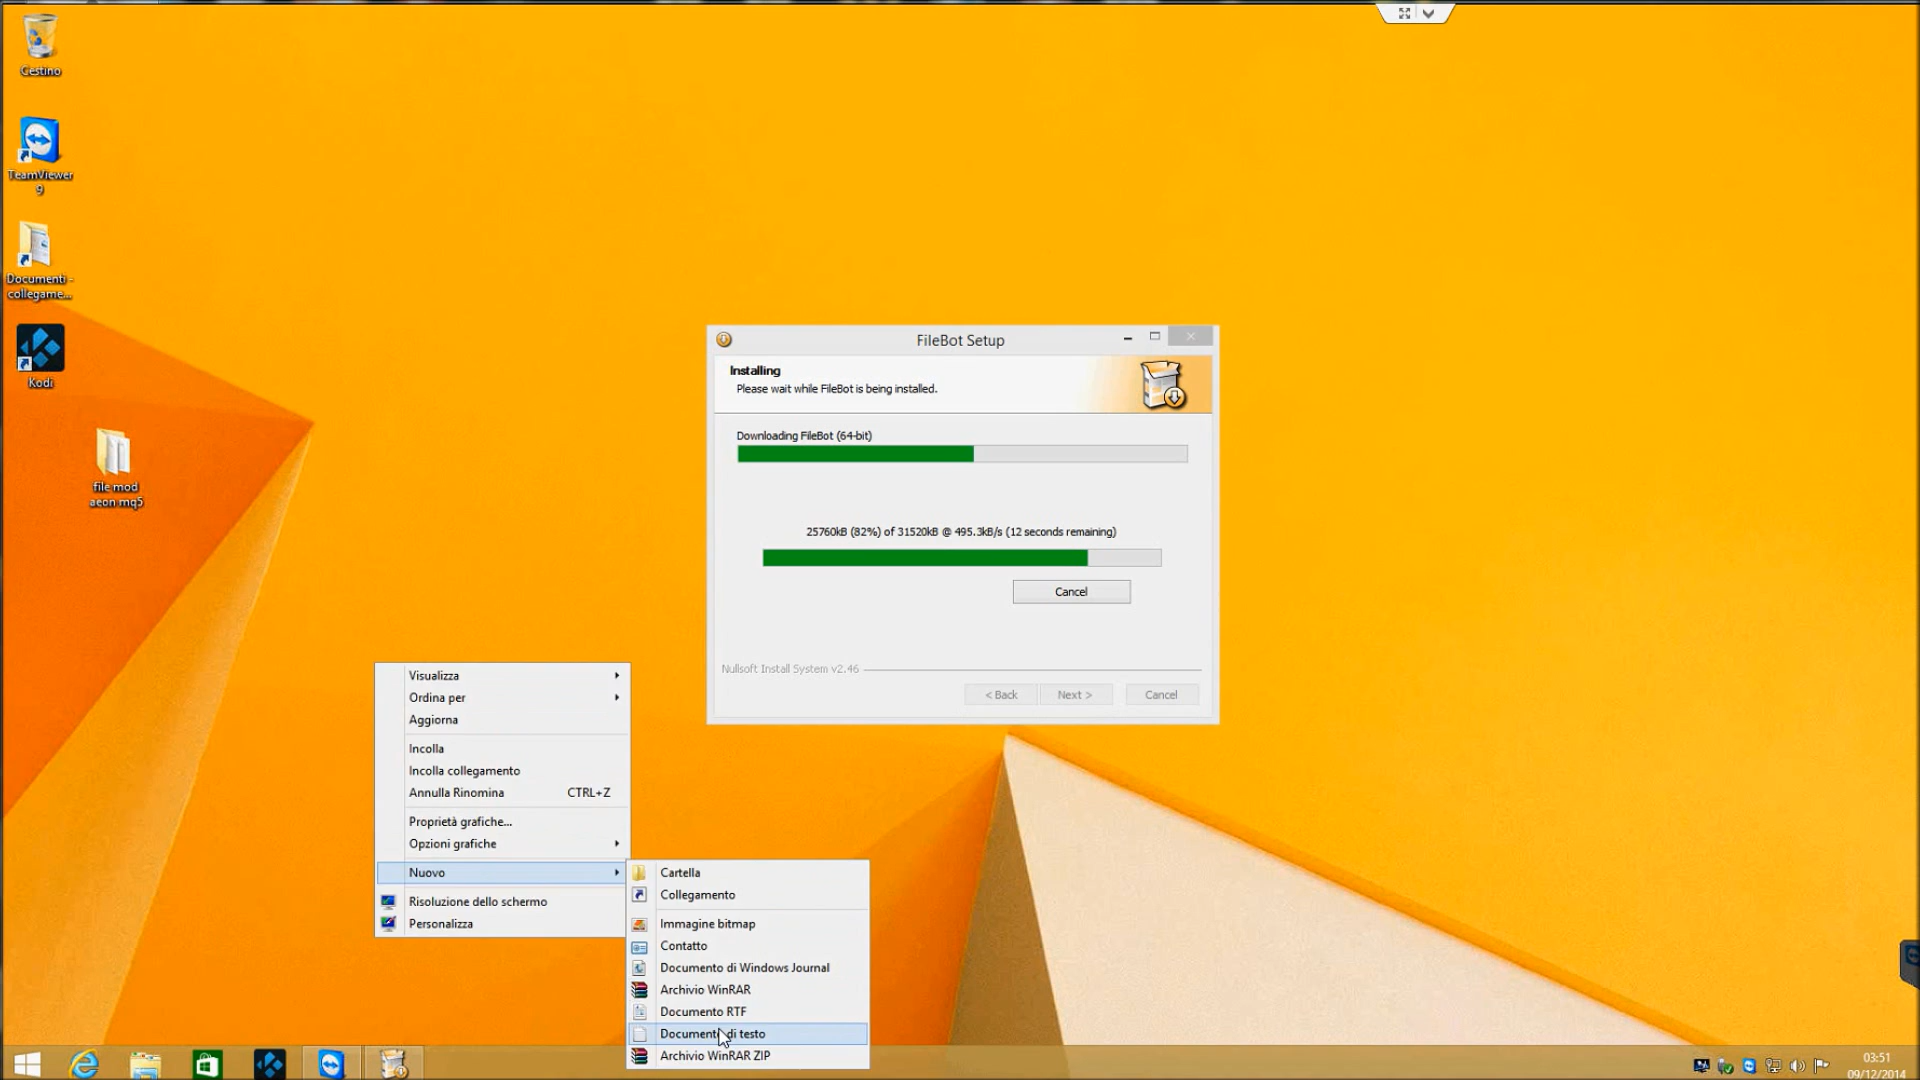 Cestino
TeamViewer
9
Documenti -
collegame...
Kodi
file mod
aeon mq5
FileBot Setup
Installing
Please wait while FileBot is being installed.
Downloading FileBot (64-bit)
25760kB (82%) of 31520kB @ 495.3kB/s (12 seconds remaining)
Cancel
Nullsoft Install System v2.46
< Back
Next >
Cancel
Visualizza
Ordina per
Aggiorna
Incolla
Incolla collegamento
Annulla Rinomina CTRL+Z
Proprietà grafiche...
Opzioni grafiche
Nuovo
Risoluzione dello schermo
Personalizza
Cartella
Collegamento
Immagine bitmap
Contatto
Documento di Windows Journal
Archivio WinRAR
Documento RTF
Documento di testo
Archivio WinRAR ZIP
03:51
09/12/2014